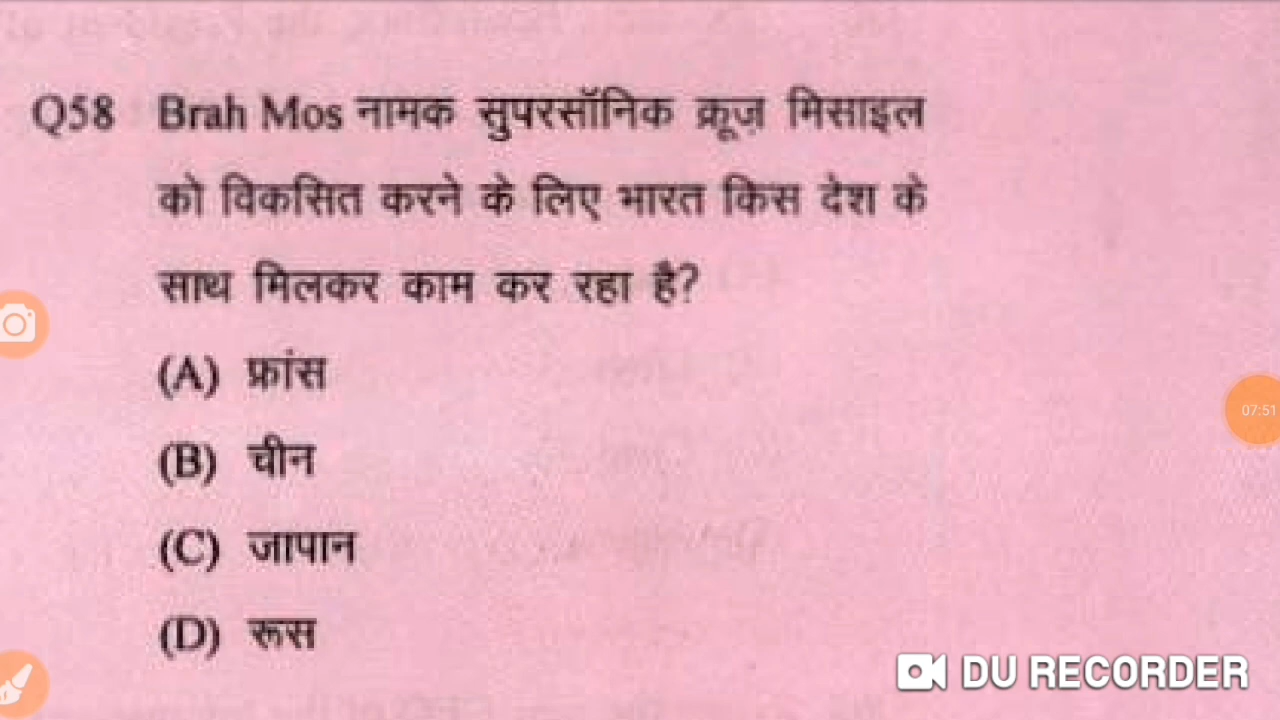 Q58 Brah Mos नामक सुपरसॉनिक क्रूज़ मिसाइल
को विकसित करने के लिए भारत किस देश के
साथ मिलकर काम कर रहा है?
(A) फ्रांस
(B) चीन
(C) जापान
(D) रूस
07:51
DU RECORDER